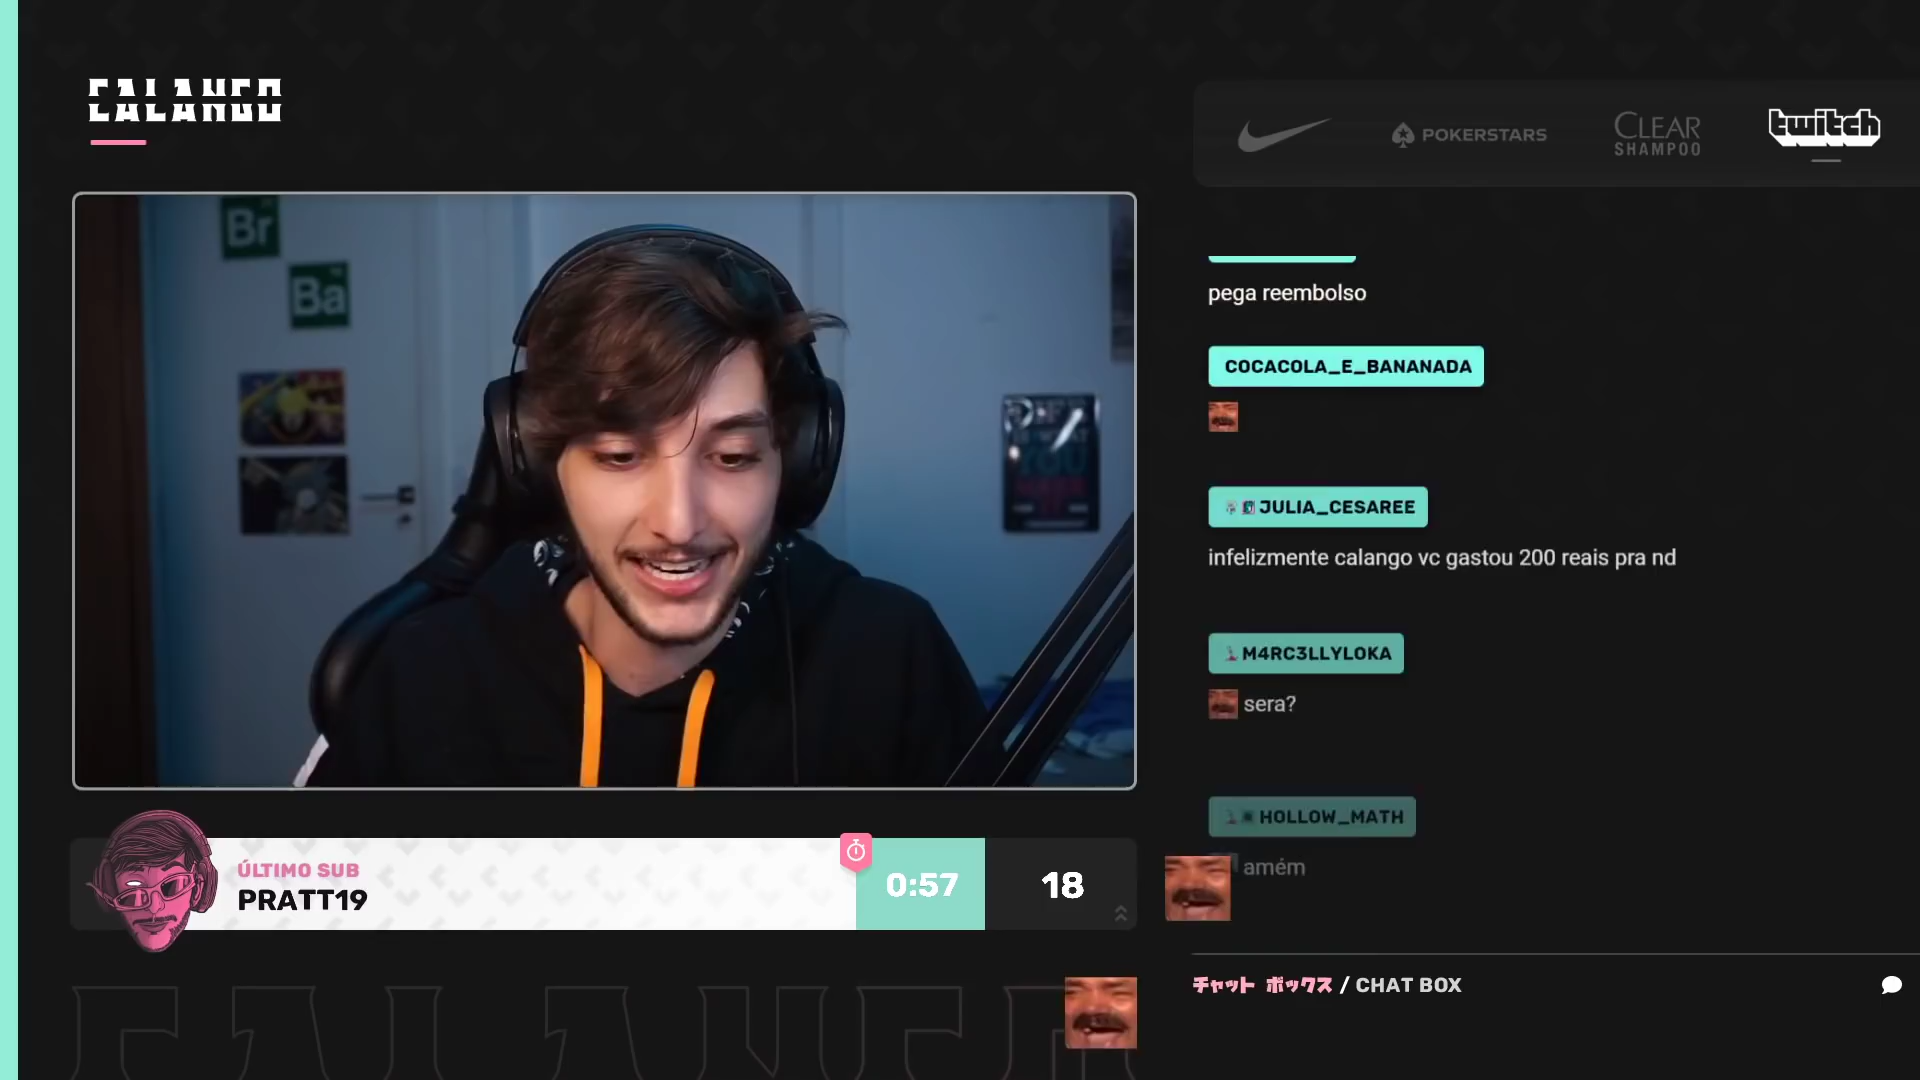 CALANGO
POKERSTARS
CLEAR
SHAMPOO
twitch
Br
Ba
pega reembolso
COCACOLA_E_BANANADA
JULIA_CESAREE
infelizmente calango vc gastou 200 reais pra nd
M4RC3LLYLOKA
sera?
HOLLOW_MATH
amém
ÚLTIMO SUB
PRATT19
0:57
18
チャット ボックス / CHAT BOX
CALANGO